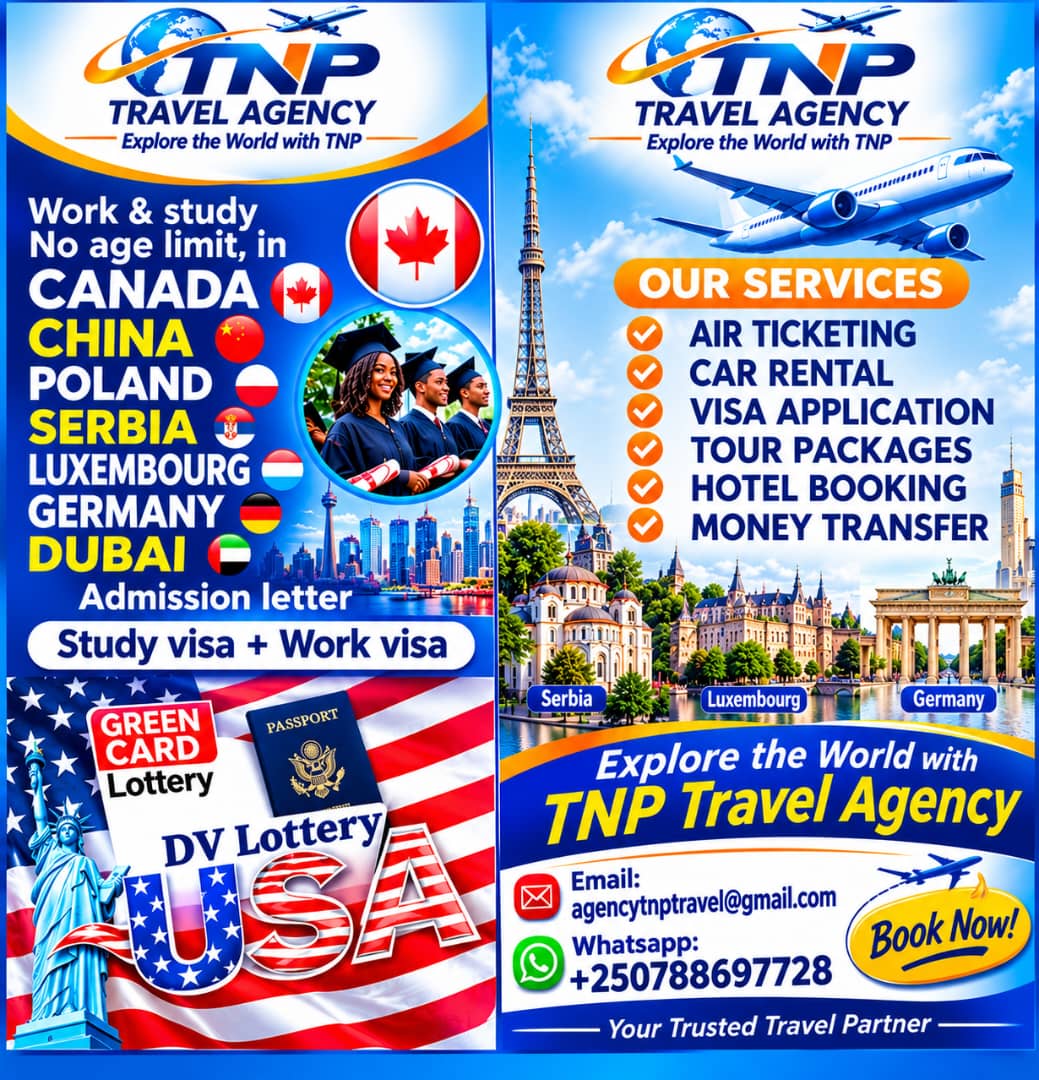 TNP
TRAVEL AGENCY
Explore the World with TNP
Work & study
No age limit, in
CANADA
CHINA
POLAND
SERBIA
LUXEMBOURG
GERMANY
DUBAI
Admission letter
Study visa + Work visa
GREEN
CARD
Lottery
PASSPORT
DV Lottery
USA
TNP
TRAVEL AGENCY
Explore the World with TNP
OUR SERVICES
AIR TICKETING
CAR RENTAL
VISA APPLICATION
TOUR PACKAGES
HOTEL BOOKING
MONEY TRANSFER
Serbia
Luxembourg
Germany
Explore the World with
TNP Travel Agency
Email:
agencytnptravel@gmail.com
Whatsapp:
+250788697728
Book Now!
Your Trusted Travel Partner